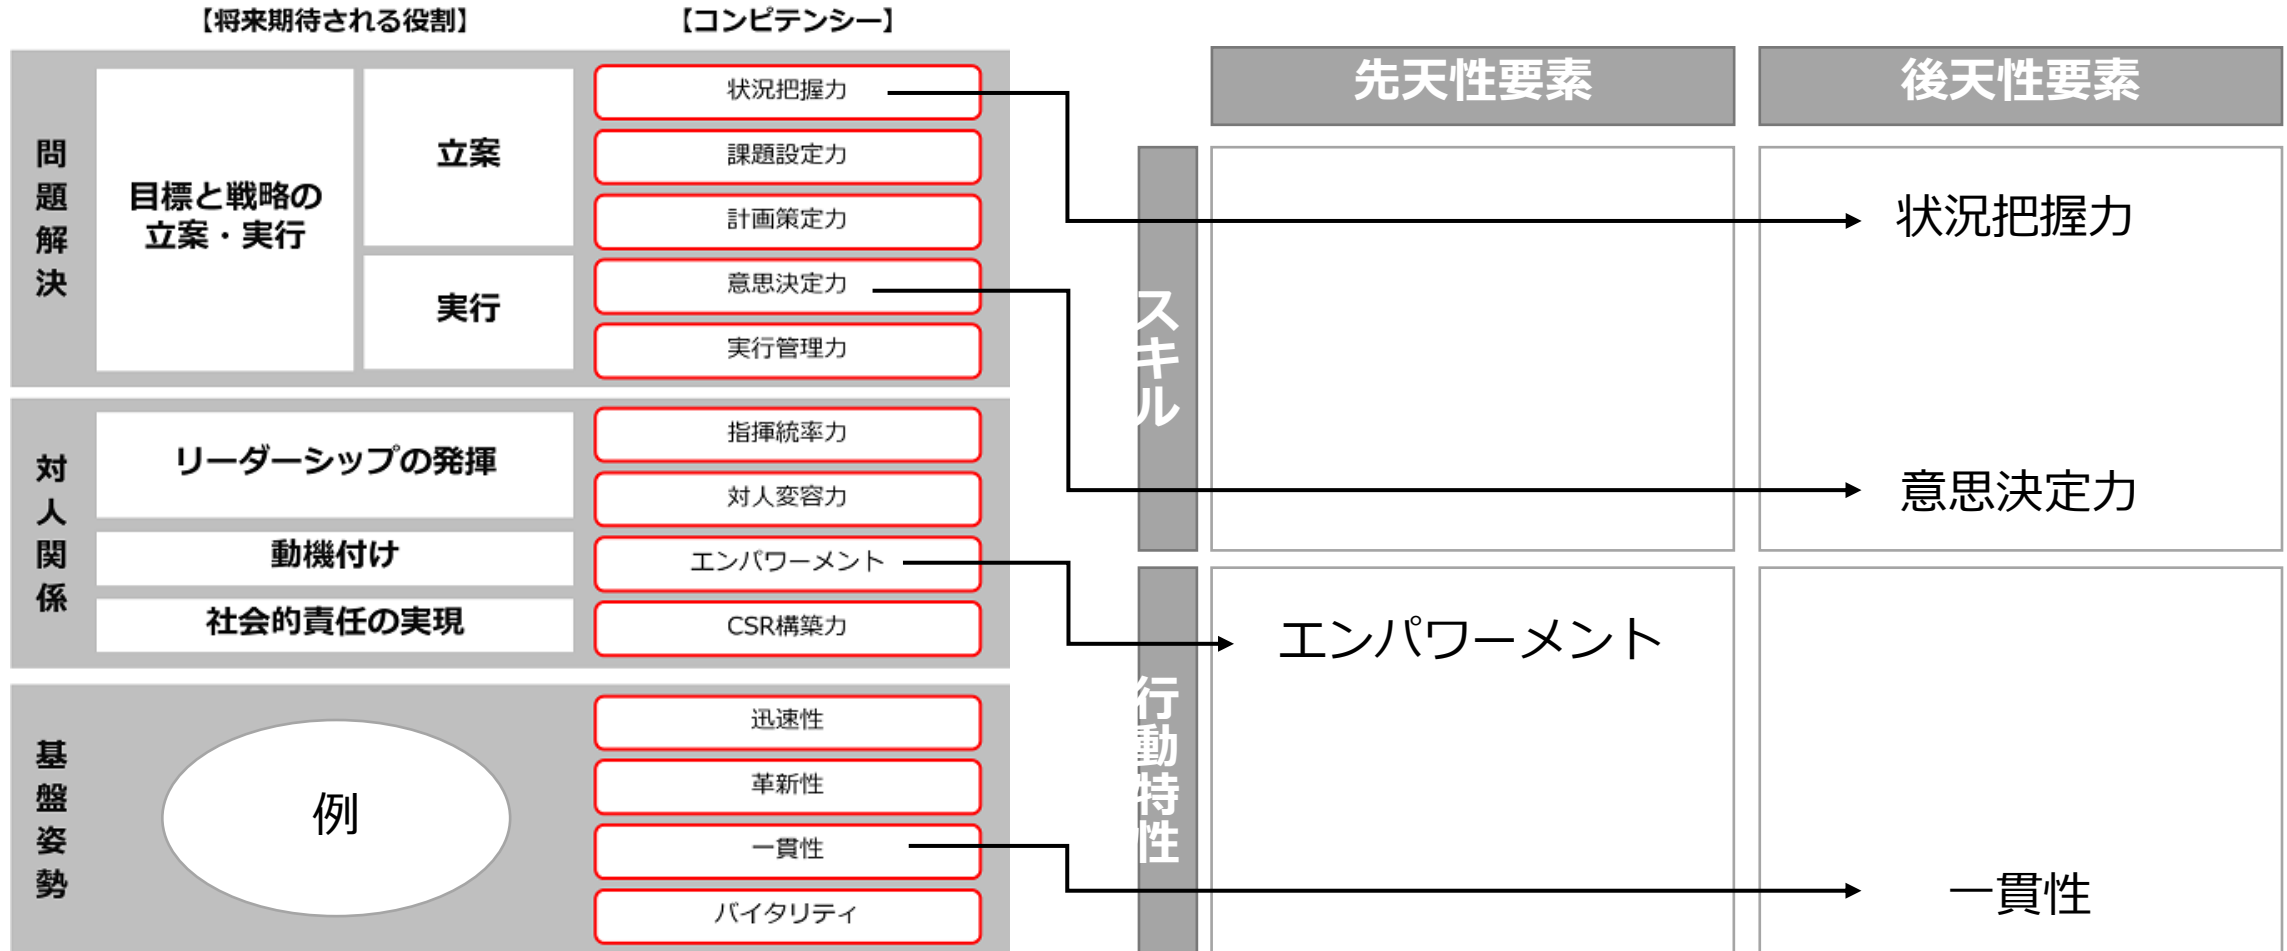 【将来期待される役割】
【コンピテンシー】
問題解決
目標と戦略の
立案・実行
立案
実行
状況把握力
課題設定力
計画策定力
意思決定力
実行管理力
対人関係
リーダーシップの発揮
動機付け
社会的責任の実現
指揮統率力
対人変容力
エンパワーメント
CSR構築力
基盤姿勢
例
迅速性
革新性
一貫性
バイタリティ
先天性要素
後天性要素
スキル
状況把握力
意思決定力
行動特性
エンパワーメント
一貫性